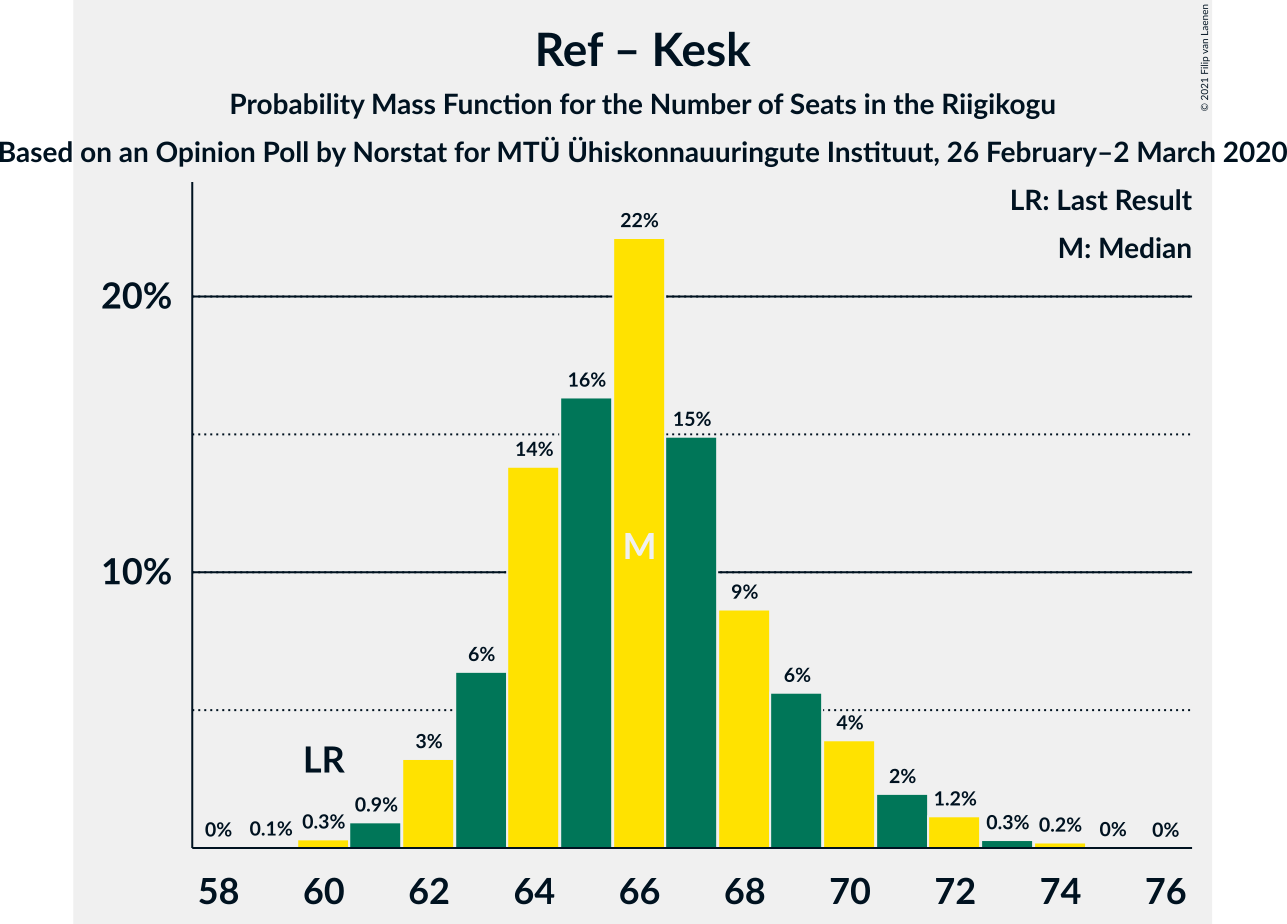 Ref – Kesk
Probability Mass Function for the Number of Seats in the Riigikogu
Based on an Opinion Poll by Norstat for MTÜ Ühiskonnauuringute Instituut, 26 February–2 March 2020
© 2021 Filip van Laenen
LR: Last Result
M: Median
20%
10%
0%
0.1%
0.3%
0.9%
3%
6%
14%
16%
22%
15%
9%
6%
4%
2%
1.2%
0.3%
0.2%
0%
0%
LR
M
58 60 62 64 66 68 70 72 74 76